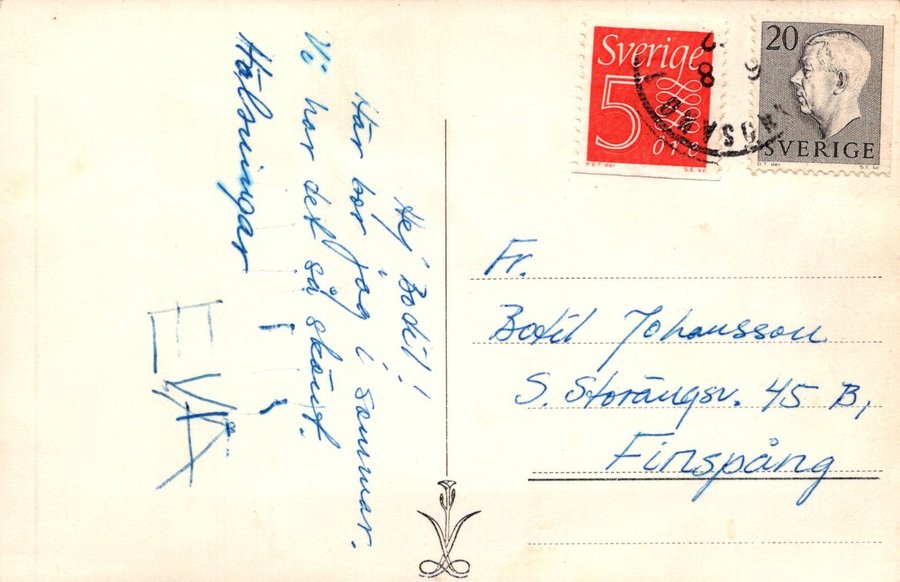 Hej Bodil!
Här bor jag i sommar.
Vi har det så skönt.
Hälsningar
EVA
Sverige
5
ÖRE
20
SVERIGE
Fr.
Bodil Johansson
S. Storängsv. 45 B,
Finspång